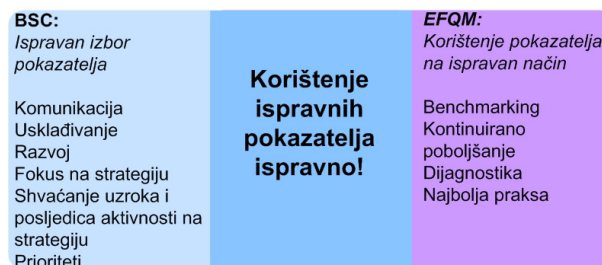 BSC:
Ispravan izbor
pokazatelja
Komunikacija
Usklađivanje
Razvoj
Fokus na strategiju
Shvaćanje uzroka i
posljedica aktivnosti na
strategiju
Prioriteti
Korištenje
ispravnih
pokazatelja
ispravno!
EFQM:
Korištenje pokazatelja
na ispravan način
Benchmarking
Kontinuirano
poboljšanje
Dijagnostika
Najbolja praksa